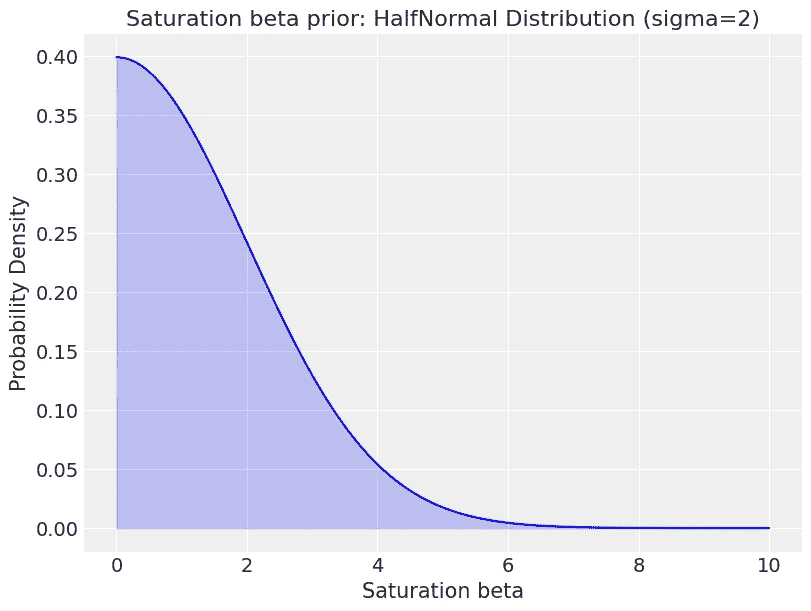 Saturation beta prior: HalfNormal Distribution (sigma=2)
Probability Density
0.40
0.35
0.30
0.25
0.20
0.15
0.10
0.05
0.00
0 2 4 6 8 10
Saturation beta